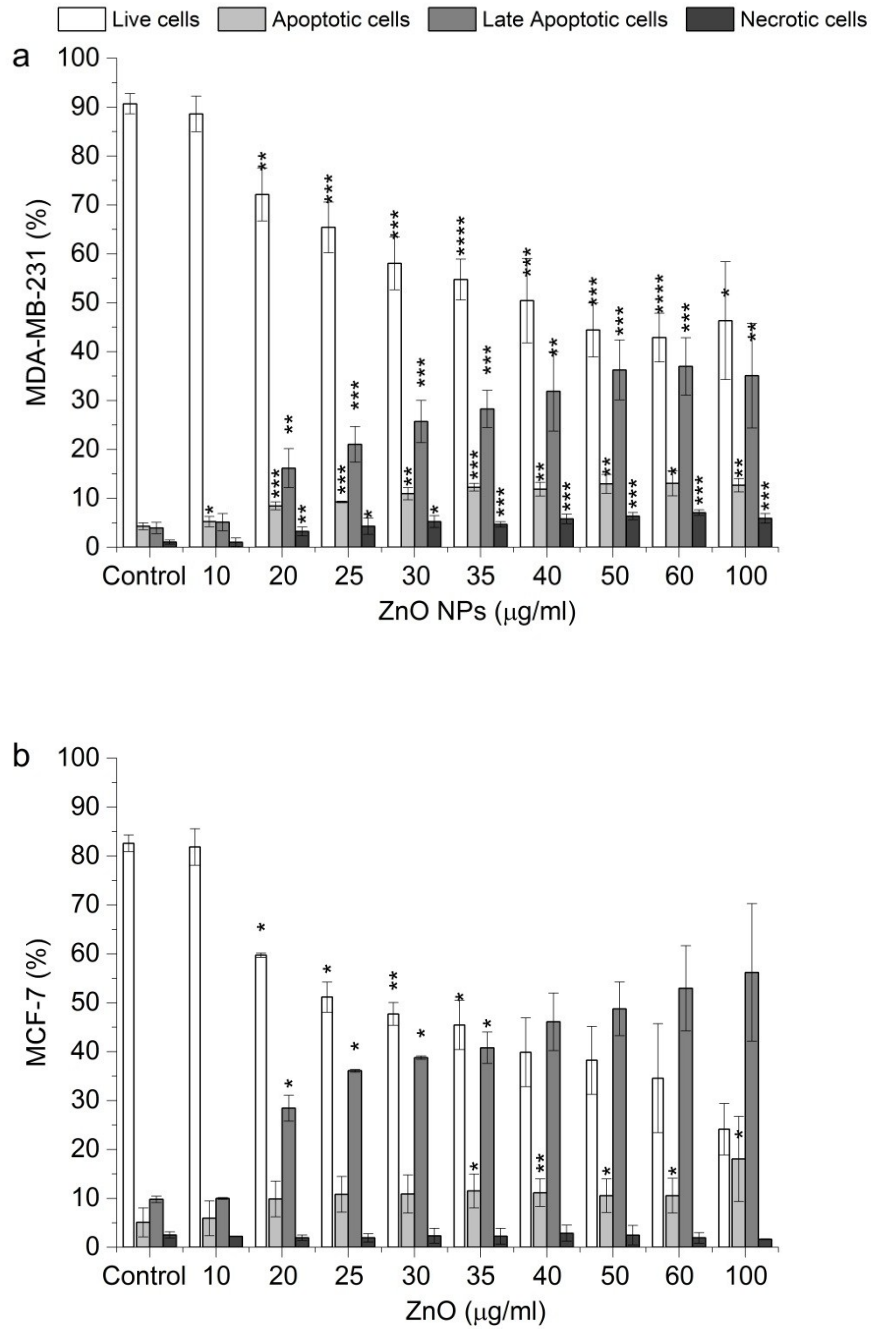 Live cells Apoptotic cells Late Apoptotic cells Necrotic cells
a
100
90
80
70
60
50
40
30
20
10
0
MDA-MB-231 (%)
** *** *** **** *** *** **** *
* *** ** *** *** ** *** *** ** *** ** *** *** **
** * * *** *** *** *** ***
Control 10 20 25 30 35 40 50 60 100
ZnO NPs (μg/ml)
b
100
90
80
70
60
50
40
30
20
10
0
MCF-7 (%)
* * ** *
* * * *
* ** * * *
Control 10 20 25 30 35 40 50 60 100
ZnO (μg/ml)